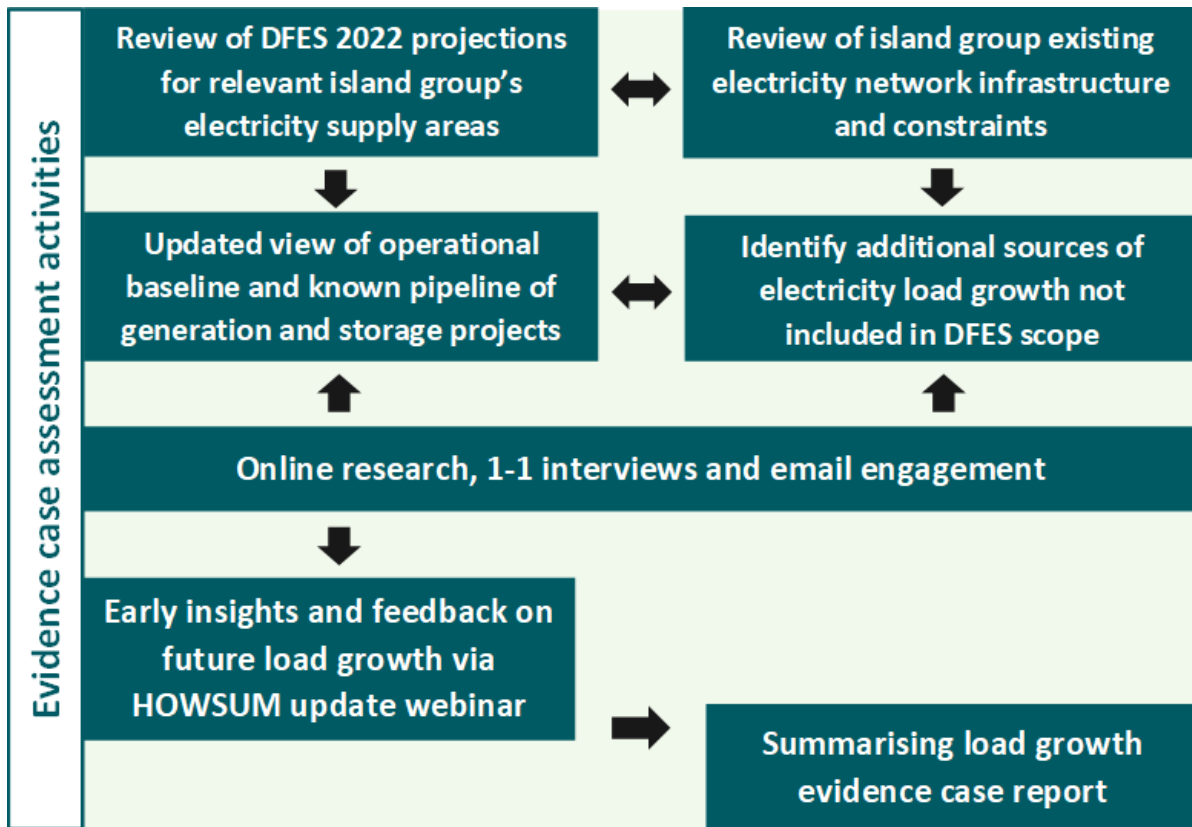 Evidence case assessment activities
Review of DFES 2022 projections
for relevant island group's
electricity supply areas
Review of island group existing
electricity network infrastructure
and constraints
Updated view of operational
baseline and known pipeline of
generation and storage projects
Identify additional sources of
electricity load growth not
included in DFES scope
Online research, 1-1 interviews and email engagement
Early insights and feedback on
future load growth via
HOWSUM update webinar
Summarising load growth
evidence case report